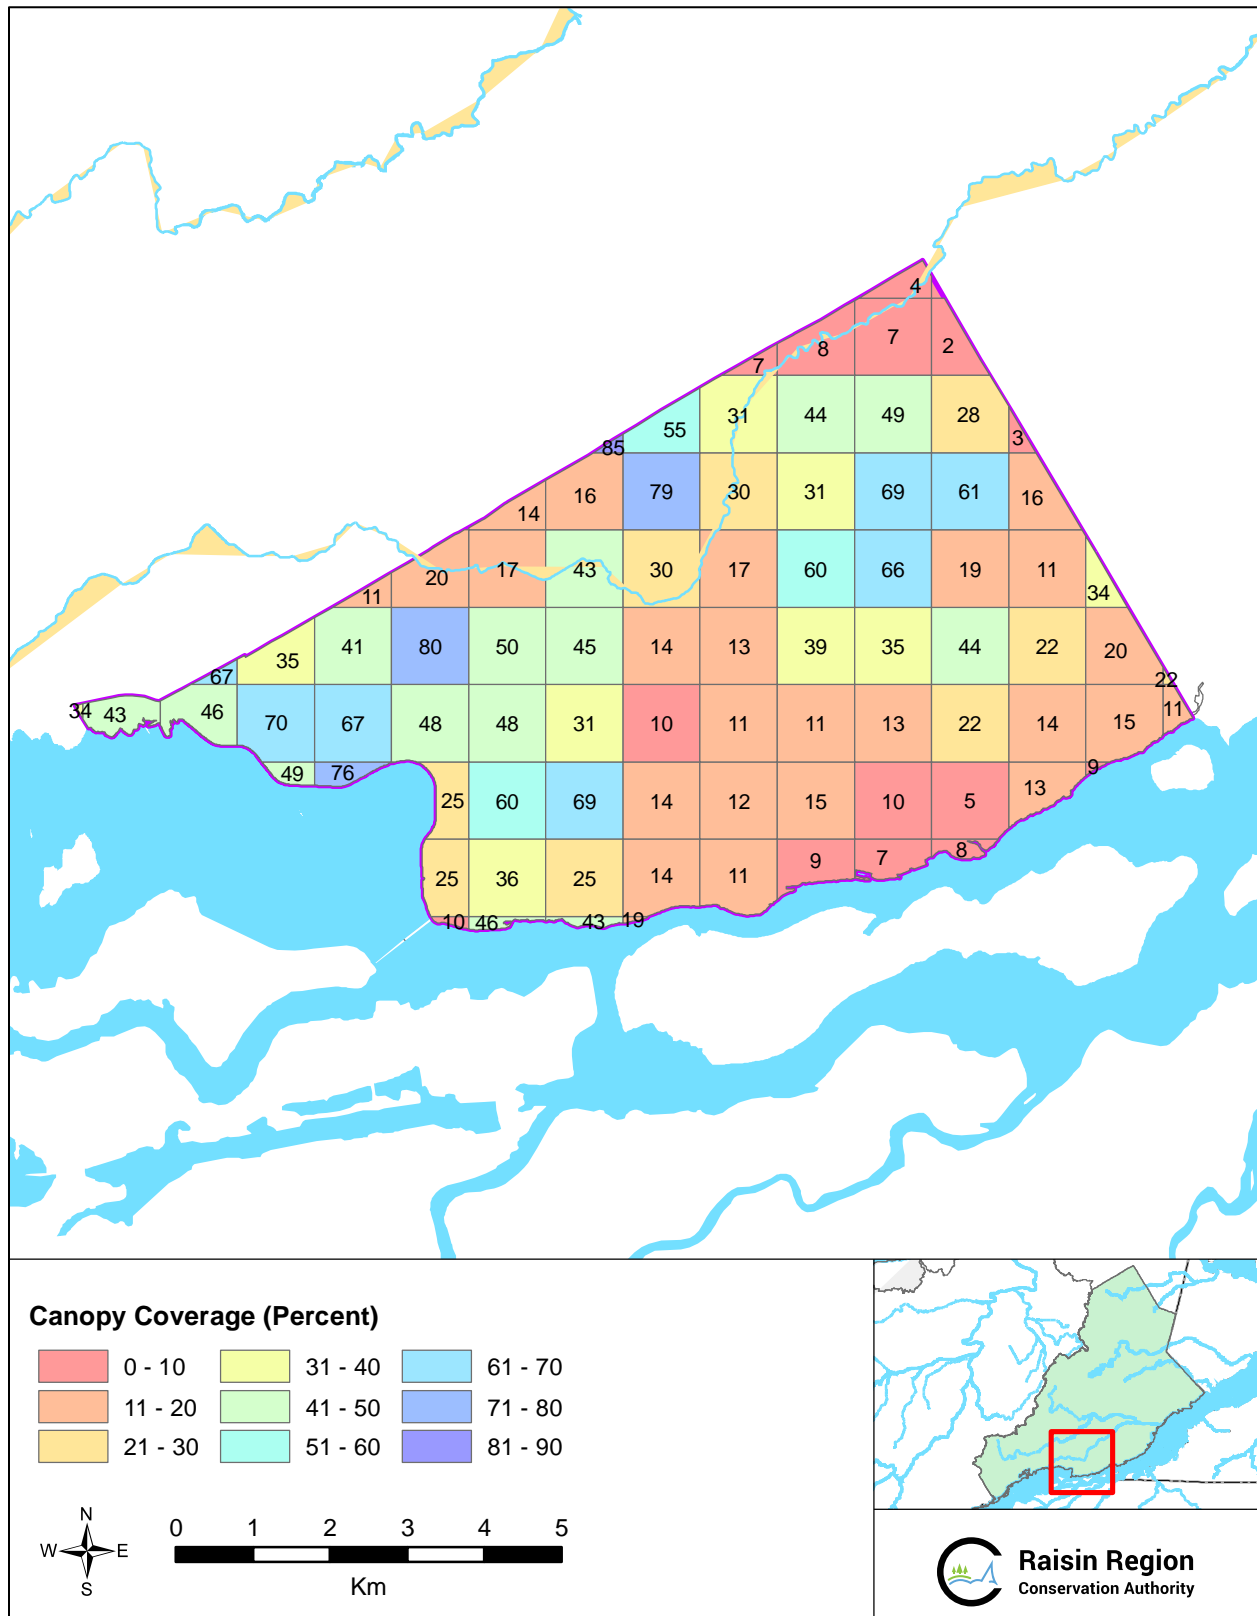 4
7 8 7 2
55 31 44 49 28 3
85
14 16 79 30 31 69 61 16
11 20 17 43 30 17 60 66 19 11 34
67 35 41 80 50 45 14 13 39 35 44 22 20 22
34 43 46 70 67 48 48 31 10 11 11 13 22 14 15 11
49 76 25 60 69 14 12 15 10 5 13 9
25 36 25 14 11 9 7 8
10 46 43 19
Canopy Coverage (Percent)
0 - 10 31 - 40 61 - 70
11 - 20 41 - 50 71 - 80
21 - 30 51 - 60 81 - 90
N
W E
S
0 1 2 3 4 5
Km
Raisin Region
Conservation Authority